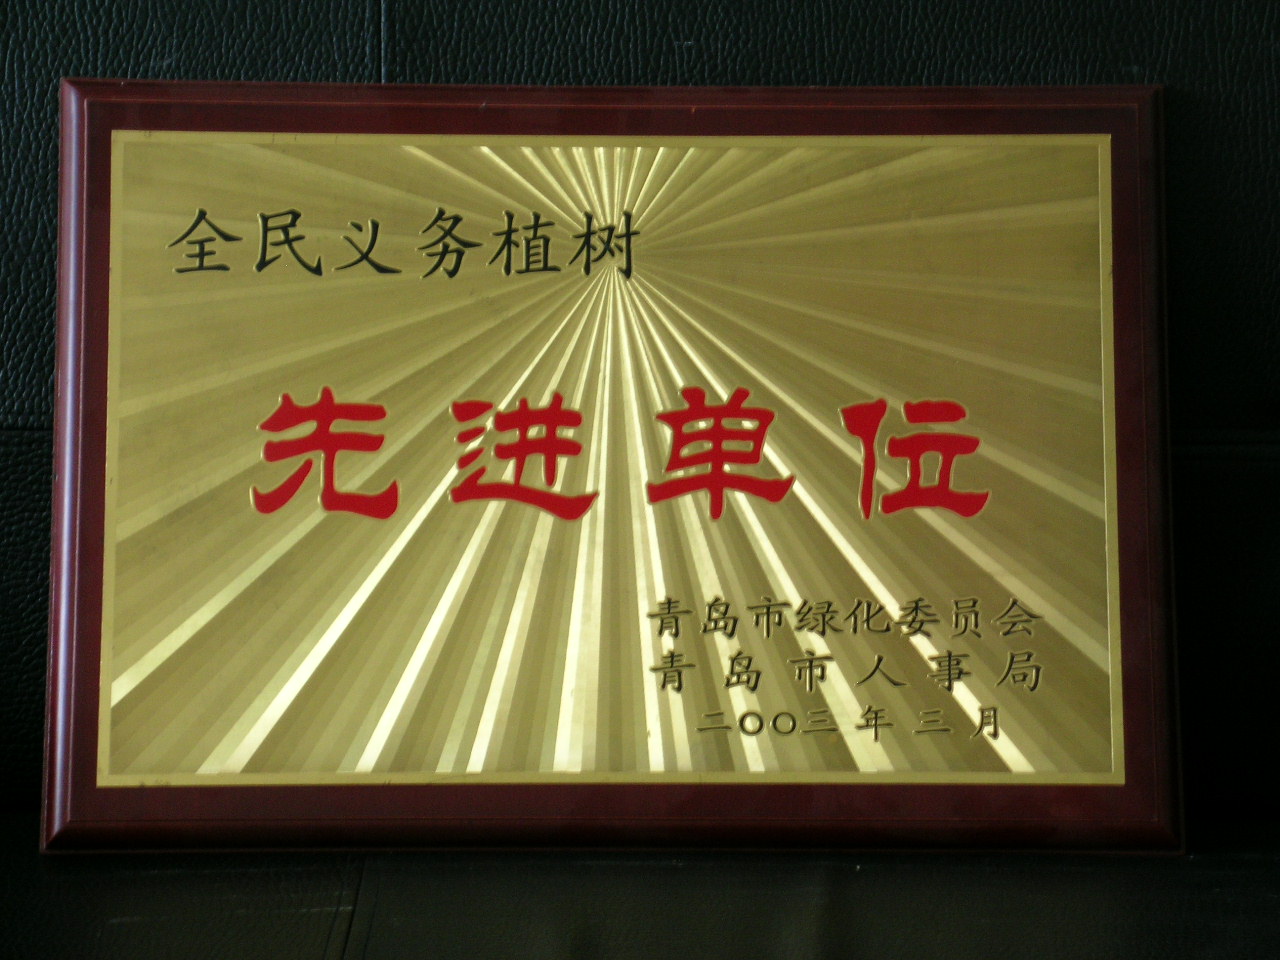 全民义务植树
先进单位
青岛市绿化委员会
青岛市人事局
二〇〇三年三月